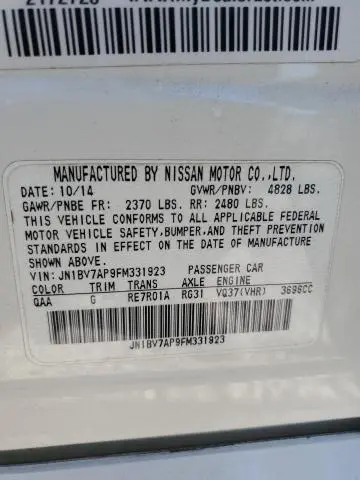 MANUFACTURED BY NISSAN MOTOR CO.,LTD.
DATE: 10/14 GVWR/PNBV: 4828 LBS.
GAWR/PNBE FR: 2370 LBS. RR: 2480 LBS.
THIS VEHICLE CONFORMS TO ALL APPLICABLE FEDERAL
MOTOR VEHICLE SAFETY,BUMPER,AND THEFT PREVENTION
STANDARDS IN EFFECT ON THE DATE OF MANUFACTURE
SHOWN ABOVE.
VIN: JN1BV7AP9FM331923 PASSENGER CAR
COLOR TRIM TRANS AXLE ENGINE
QAA G RE7R01A RG31 VQ37(VHR) 3696CC
JN1BV7AP9FM331923